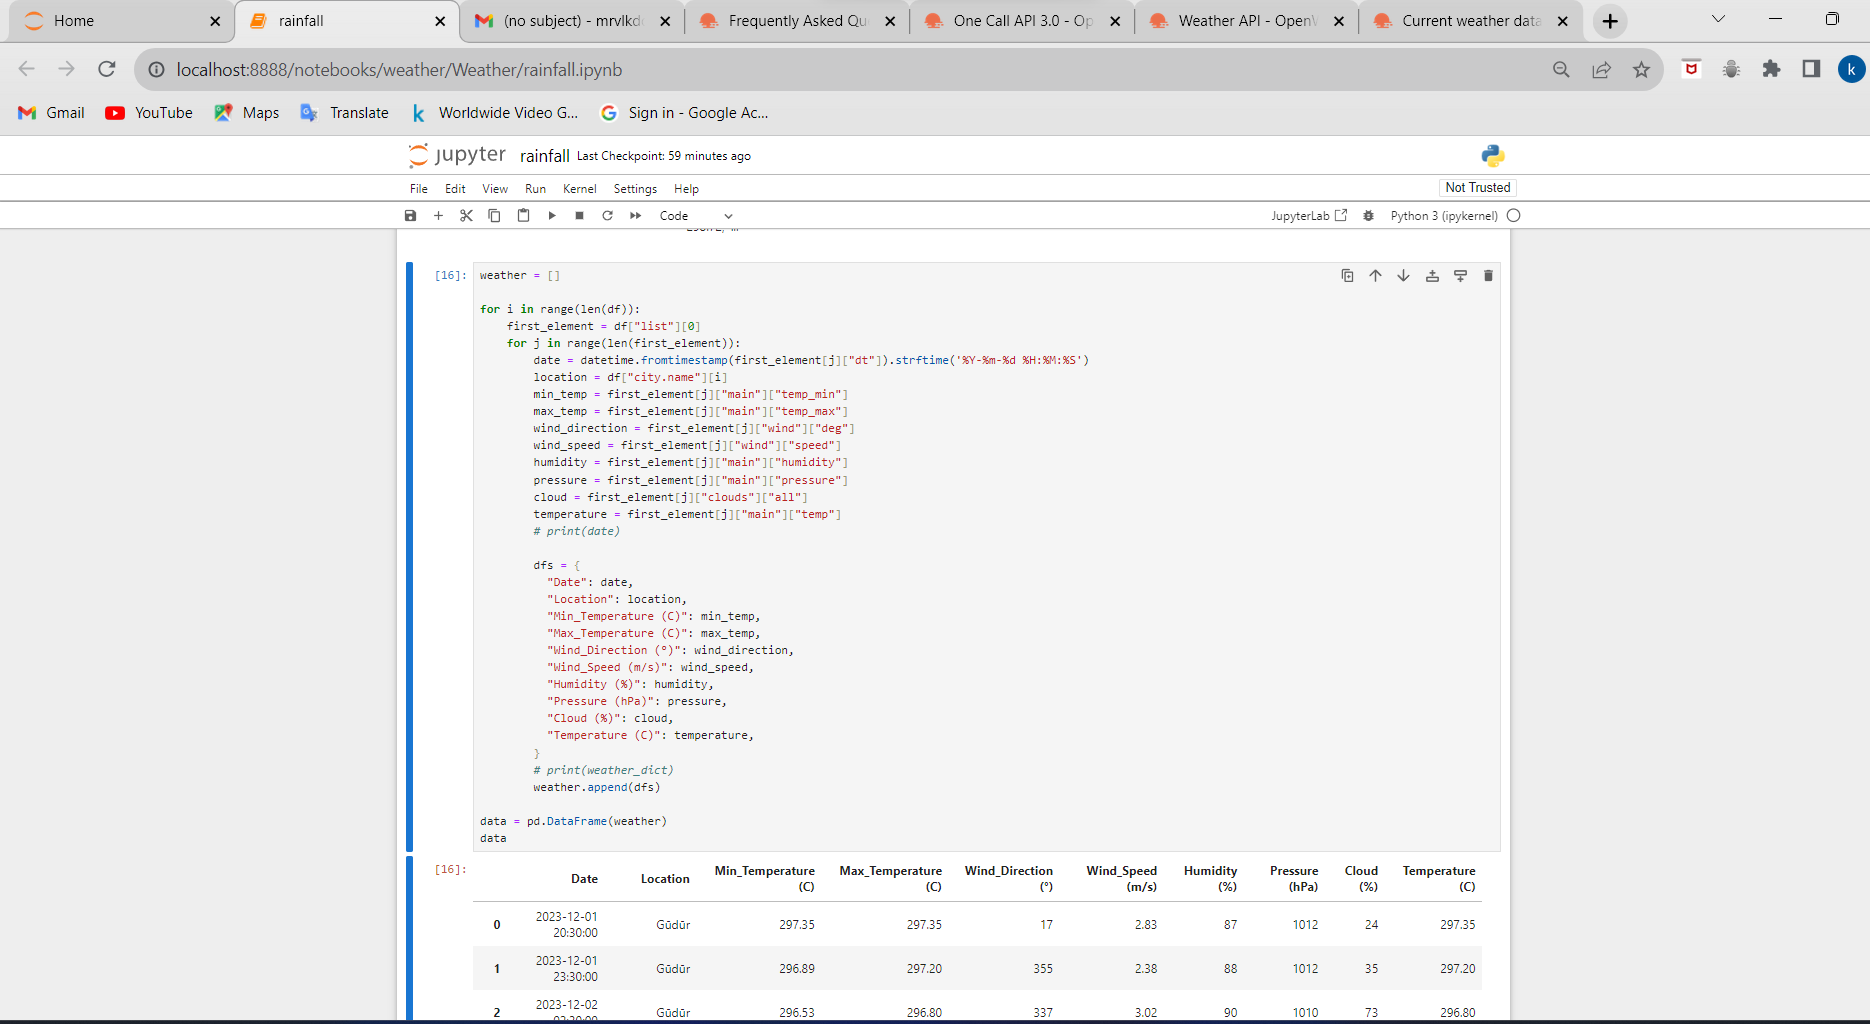 Home
rainfall
(no subject) - mrvlkd
Frequently Asked Qu
One Call API 3.0 - Op
Weather API - OpenW
Current weather data
localhost:8888/notebooks/weather/Weather/rainfall.ipynb
k
Gmail
YouTube
Maps
Translate
k Worldwide Video G...
Sign in - Google Ac...
jupyter rainfall Last Checkpoint: 59 minutes ago
File Edit View Run Kernel Settings Help
Not Trusted
Code
JupyterLab
Python 3 (ipykernel)
[16]: weather = []
for i in range(len(df)):
    first_element = df["list"][0]
    for j in range(len(first_element)):
        date = datetime.fromtimestamp(first_element[j]["dt"]).strftime('%Y-%m-%d %H:%M:%S')
        location = df["city.name"][i]
        min_temp = first_element[j]["main"]["temp_min"]
        max_temp = first_element[j]["main"]["temp_max"]
        wind_direction = first_element[j]["wind"]["deg"]
        wind_speed = first_element[j]["wind"]["speed"]
        humidity = first_element[j]["main"]["humidity"]
        pressure = first_element[j]["main"]["pressure"]
        cloud = first_element[j]["clouds"]["all"]
        temperature = first_element[j]["main"]["temp"]
        # print(date)
        dfs = {
          "Date": date,
          "Location": location,
          "Min_Temperature (C)": min_temp,
          "Max_Temperature (C)": max_temp,
          "Wind_Direction (°)": wind_direction,
          "Wind_Speed (m/s)": wind_speed,
          "Humidity (%)": humidity,
          "Pressure (hPa)": pressure,
          "Cloud (%)": cloud,
          "Temperature (C)": temperature,
        }
        # print(weather_dict)
        weather.append(dfs)
data = pd.DataFrame(weather)
data
[16]:
Date Location Min_Temperature (C) Max_Temperature (C) Wind_Direction (°) Wind_Speed (m/s) Humidity (%) Pressure (hPa) Cloud (%) Temperature (C)
0 2023-12-01 20:30:00 Gūdūr 297.35 297.35 17 2.83 87 1012 24 297.35
1 2023-12-01 23:30:00 Gūdūr 296.89 297.20 355 2.38 88 1012 35 297.20
2 2023-12-02 Gūdūr 296.53 296.80 337 3.02 90 1010 73 296.80